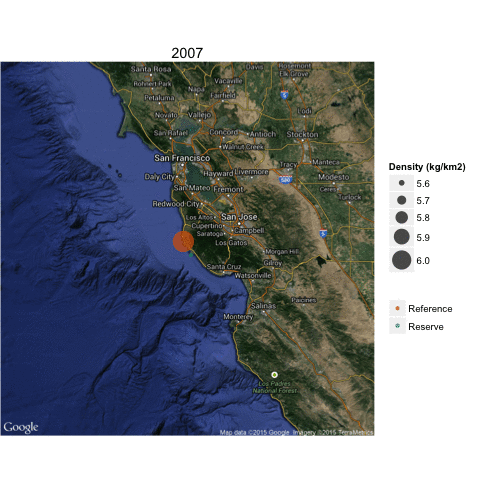 2007
Santa Rosa
Rohnert Park
Petaluma
Napa
Davis
Vacaville
Fairfield
Rosemont
Elk Grove
Novato
Vallejo
Lodi
San Rafael
Concord
Antioch
Stockton
Walnut Creek
San Francisco
Daly City
Hayward
Livermore
Tracy
Manteca
Modesto
San Mateo
Fremont
Ceres
Turlock
Redwood City
Los Altos
San Jose
Cupertino
Campbell
Saratoga
Los Gatos
Morgan Hill
Gilroy
Santa Cruz
Watsonville
Salinas
Paicines
Monterey
Los Padres
National Forest
Google
Map data ©2015 Google Imagery ©2015 TerraMetrics
Density (kg/km2)
5.6
5.7
5.8
5.9
6.0
Reference
Reserve